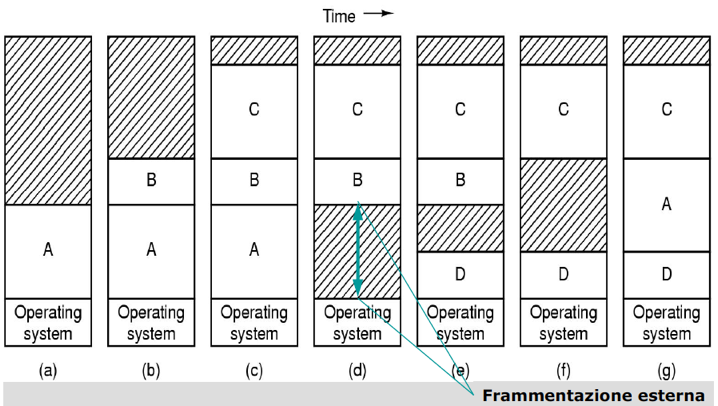 Time
C
C
C
C
C
B
B
B
B
A
A
A
A
D
D
D
Operating system
Operating system
Operating system
Operating system
Operating system
Operating system
Operating system
(a)
(b)
(c)
(d)
(e)
(f)
(g)
Frammentazione esterna